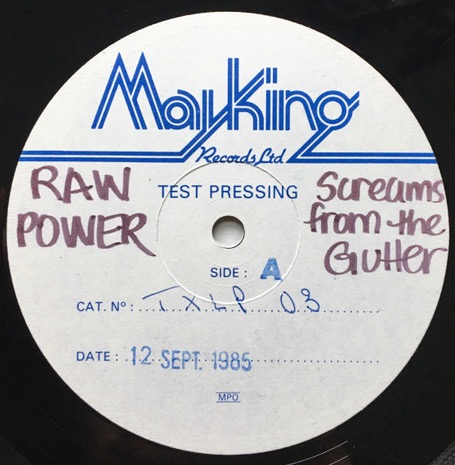 MayKing
Records Ltd
RAW
POWER
TEST PRESSING
Screams
from the
Gutter
SIDE : A
CAT. Nº : TXLP 03
DATE : 12 SEPT. 1985
MPO